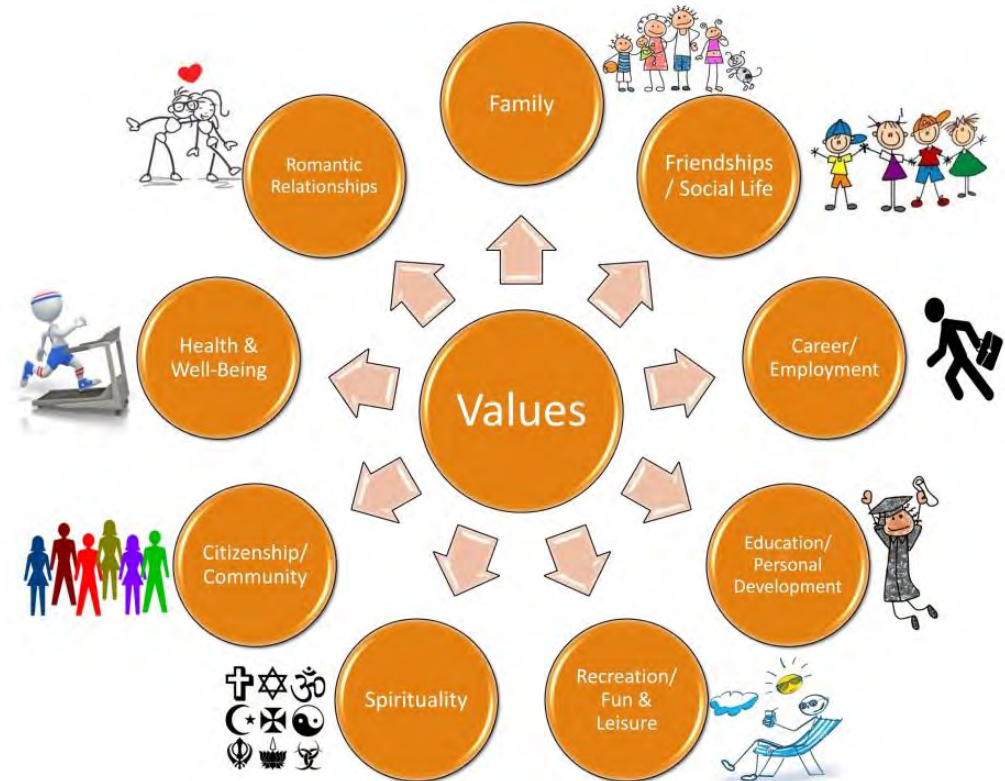 Values
Family
Friendships
/ Social Life
Career/
Employment
Education/
Personal
Development
Recreation/
Fun &
Leisure
Spirituality
Citizenship/
Community
Health &
Well-Being
Romantic
Relationships